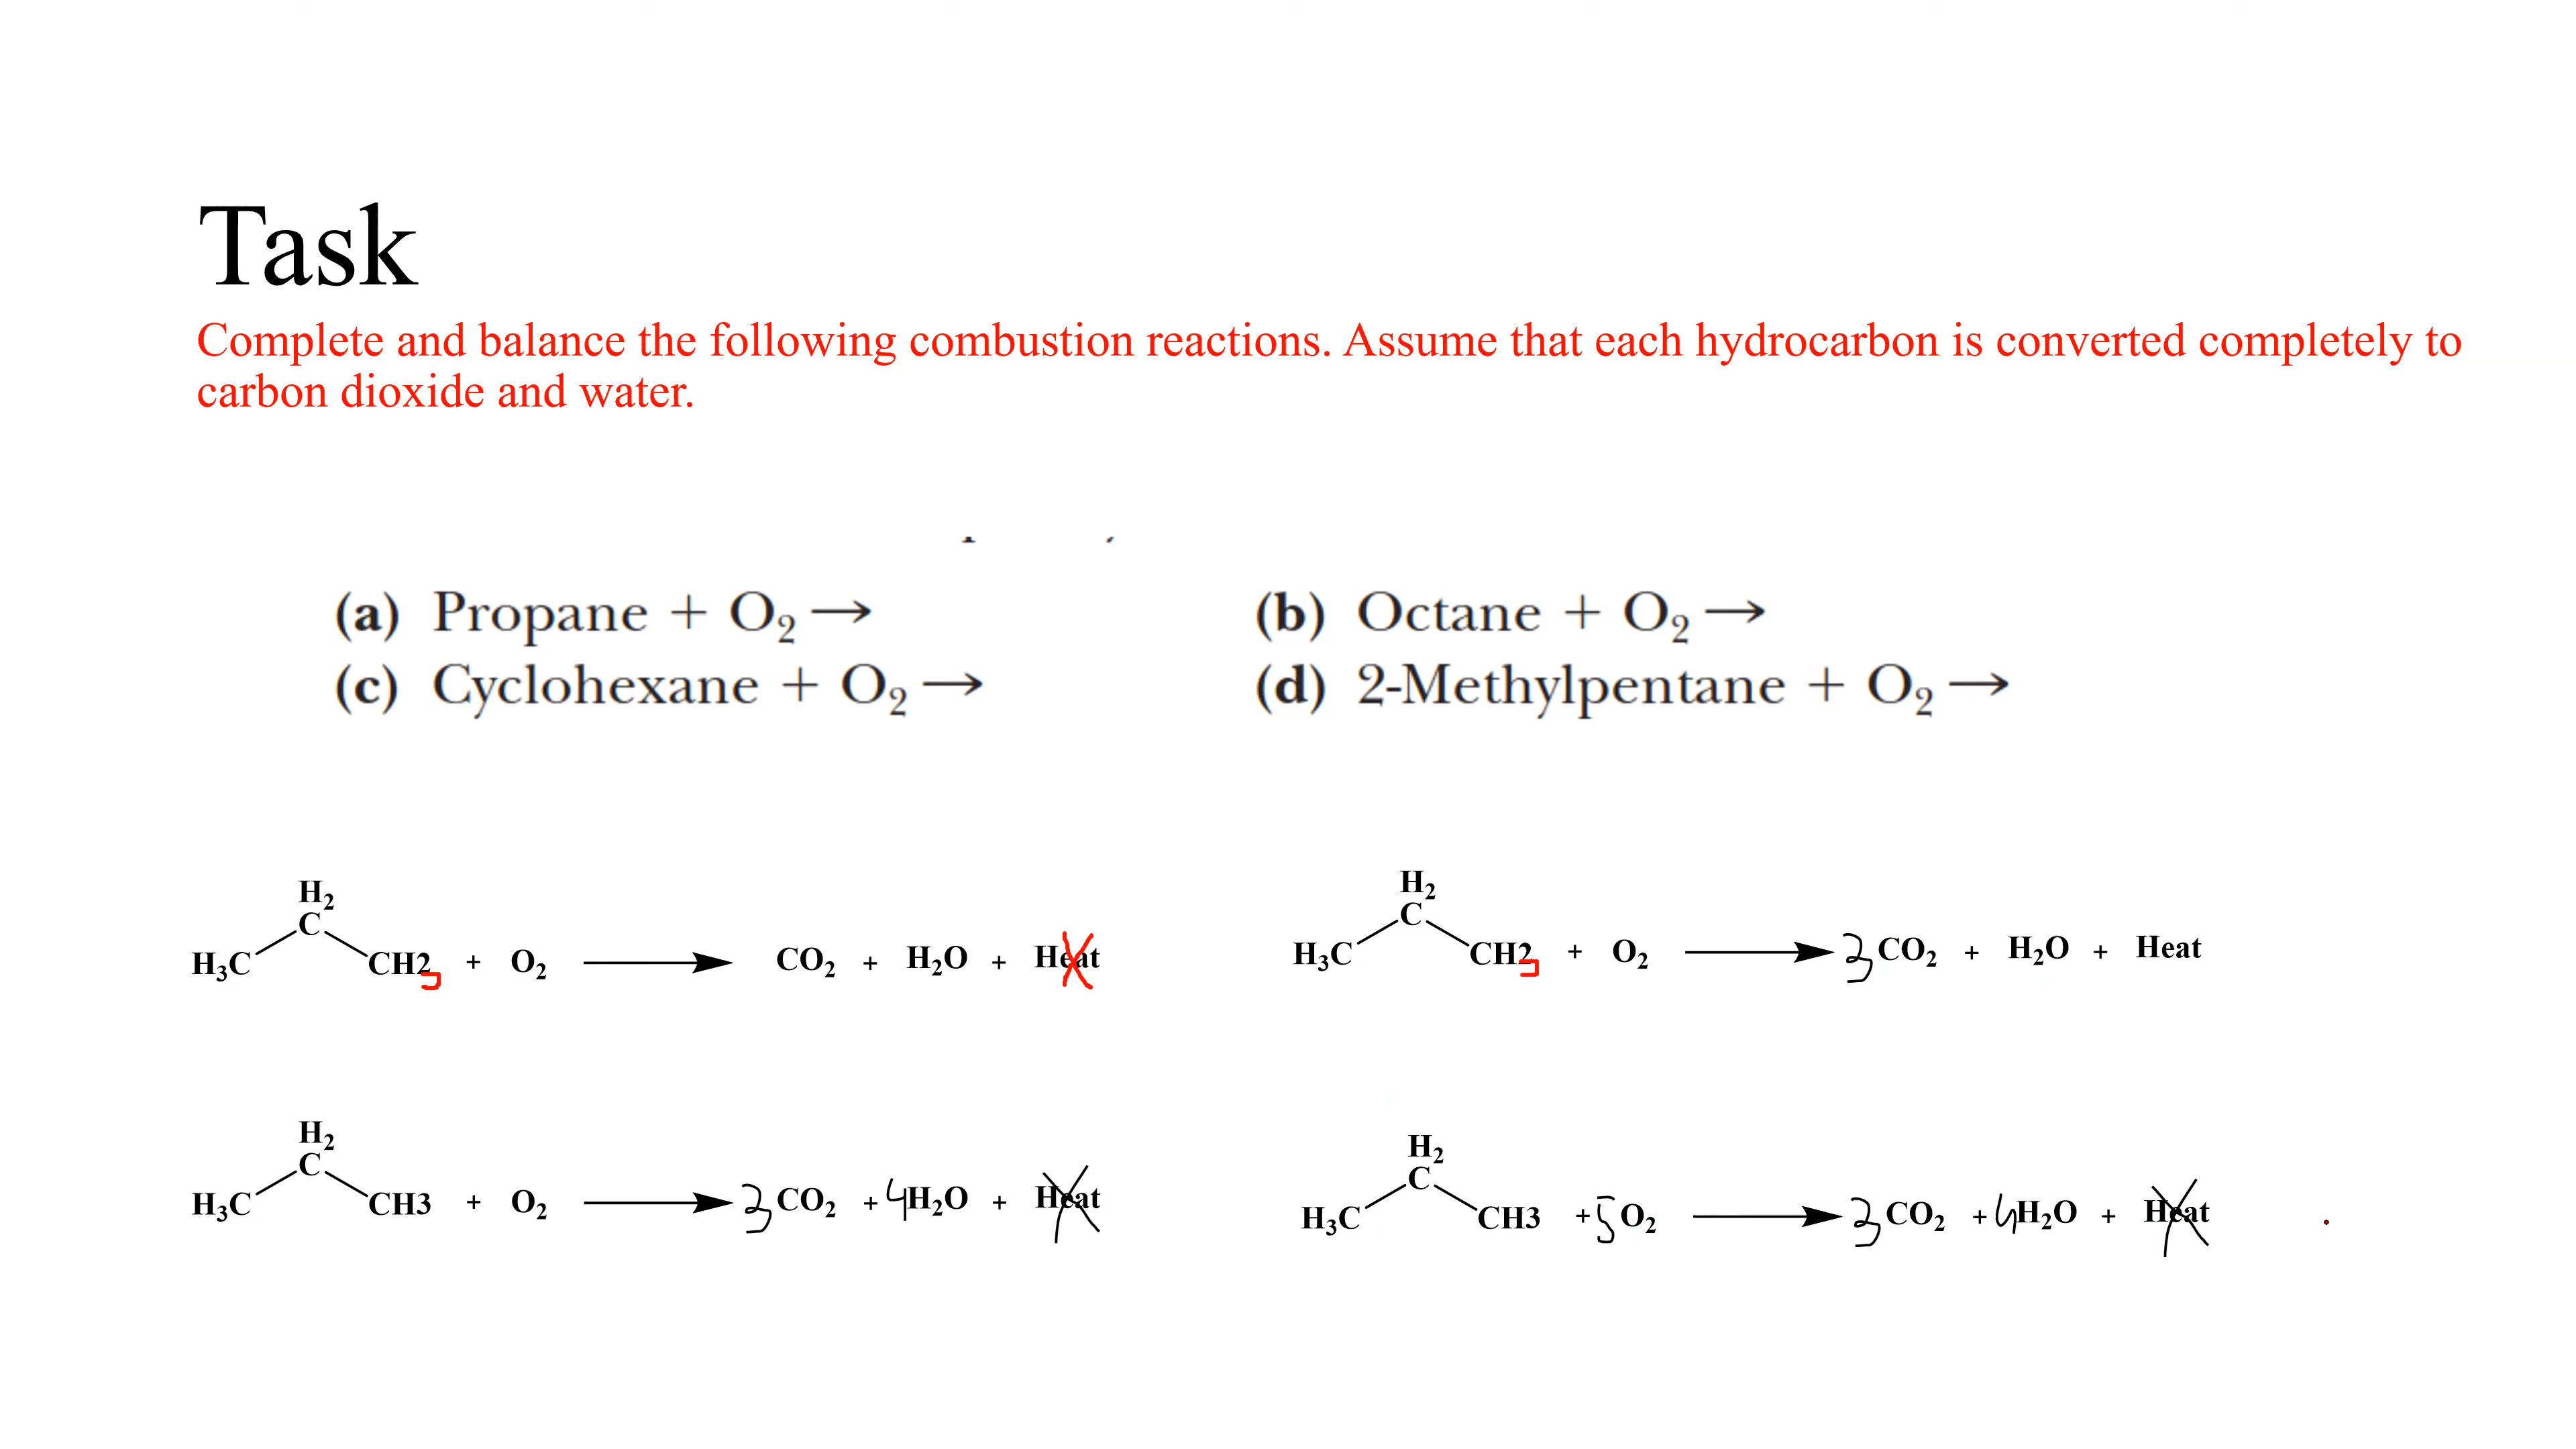 Task
Complete and balance the following combustion reactions. Assume that each hydrocarbon is converted completely to
carbon dioxide and water.
(a) Propane + O₂ → (b) Octane + O₂ →
(c) Cyclohexane + O₂ → (d) 2-Methylpentane + O₂ →
H₂
C
H₃C CH2 + O₂ → CO₂ + H₂O + Heat
H₂
C
H₃C CH2 + O₂ → 3 CO₂ + H₂O + Heat
H₂
C
H₃C CH3 + O₂ → 3 CO₂ + 4 H₂O + Heat
H₂
C
H₃C CH3 + 5 O₂ → 3 CO₂ + 4 H₂O + Heat